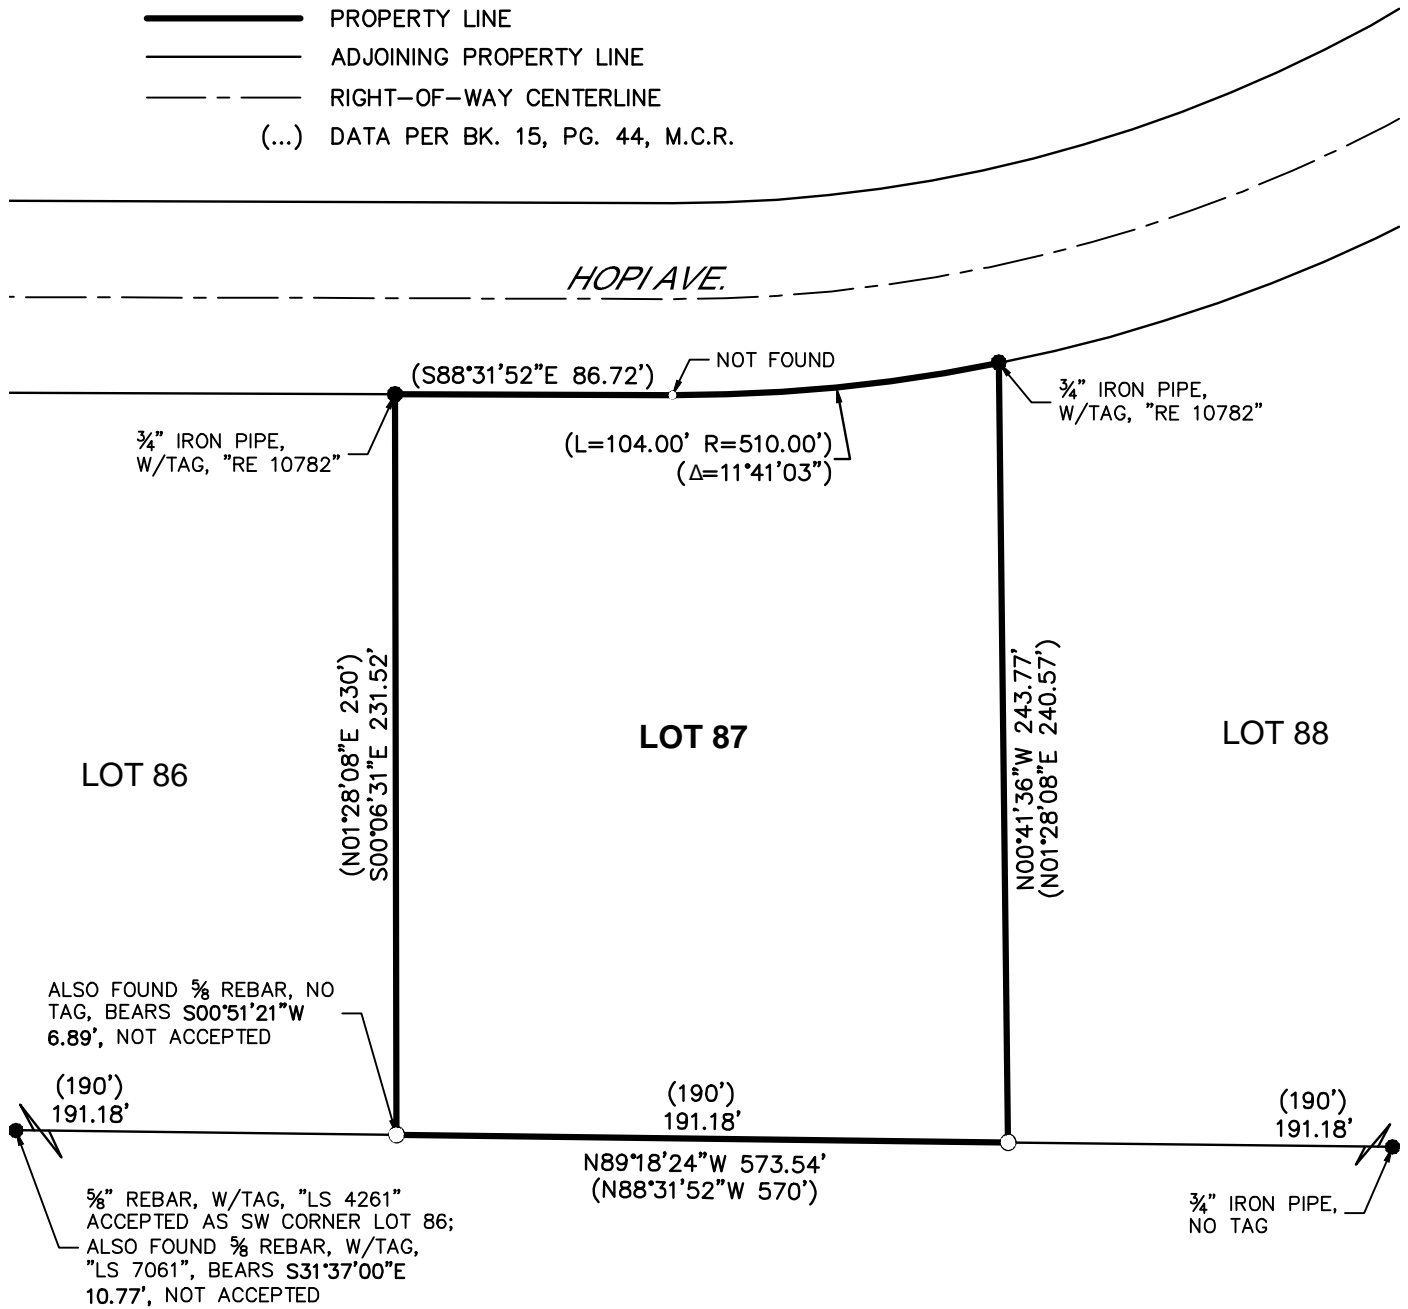 PROPERTY LINE
ADJOINING PROPERTY LINE
RIGHT-OF-WAY CENTERLINE
(...) DATA PER BK. 15, PG. 44, M.C.R.
HOPI AVE.
(S88°31'52"E 86.72')
NOT FOUND
¾" IRON PIPE,
W/TAG, "RE 10782"
¾" IRON PIPE,
W/TAG, "RE 10782"
(L=104.00' R=510.00')
(Δ=11°41'03")
(N01°28'08"E 230')
S00°06'31"E 231.52'
N00°41'36"W 243.77'
(N01°28'08"E 240.57')
LOT 86
LOT 87
LOT 88
ALSO FOUND ⅝ REBAR, NO
TAG, BEARS S00°51'21"W
6.89', NOT ACCEPTED
(190')
191.18'
(190')
191.18'
(190')
191.18'
N89°18'24"W 573.54'
(N88°31'52"W 570')
⅝" REBAR, W/TAG, "LS 4261"
ACCEPTED AS SW CORNER LOT 86;
ALSO FOUND ⅝ REBAR, W/TAG,
"LS 7061", BEARS S31°37'00"E
10.77', NOT ACCEPTED
¾" IRON PIPE,
NO TAG